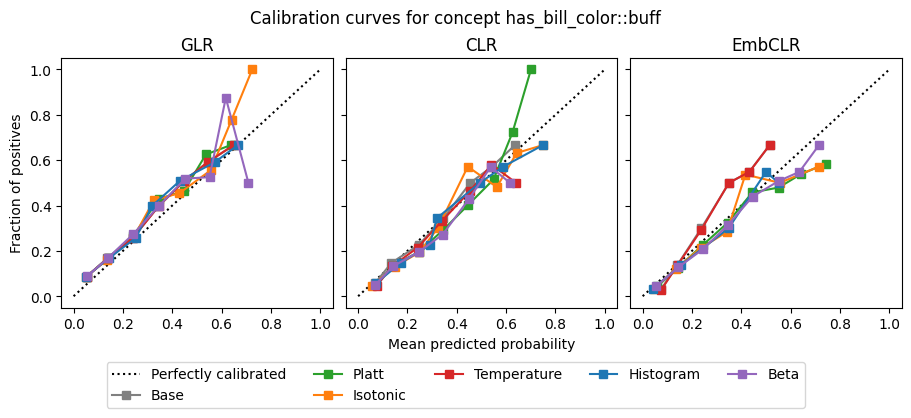 Calibration curves for concept has_bill_color::buff
GLR
CLR
EmbCLR
Fraction of positives
1.0
0.8
0.6
0.4
0.2
0.0
0.0 0.2 0.4 0.6 0.8 1.0
0.0 0.2 0.4 0.6 0.8 1.0
0.0 0.2 0.4 0.6 0.8 1.0
Mean predicted probability
Perfectly calibrated Platt Temperature Histogram Beta
Base Isotonic